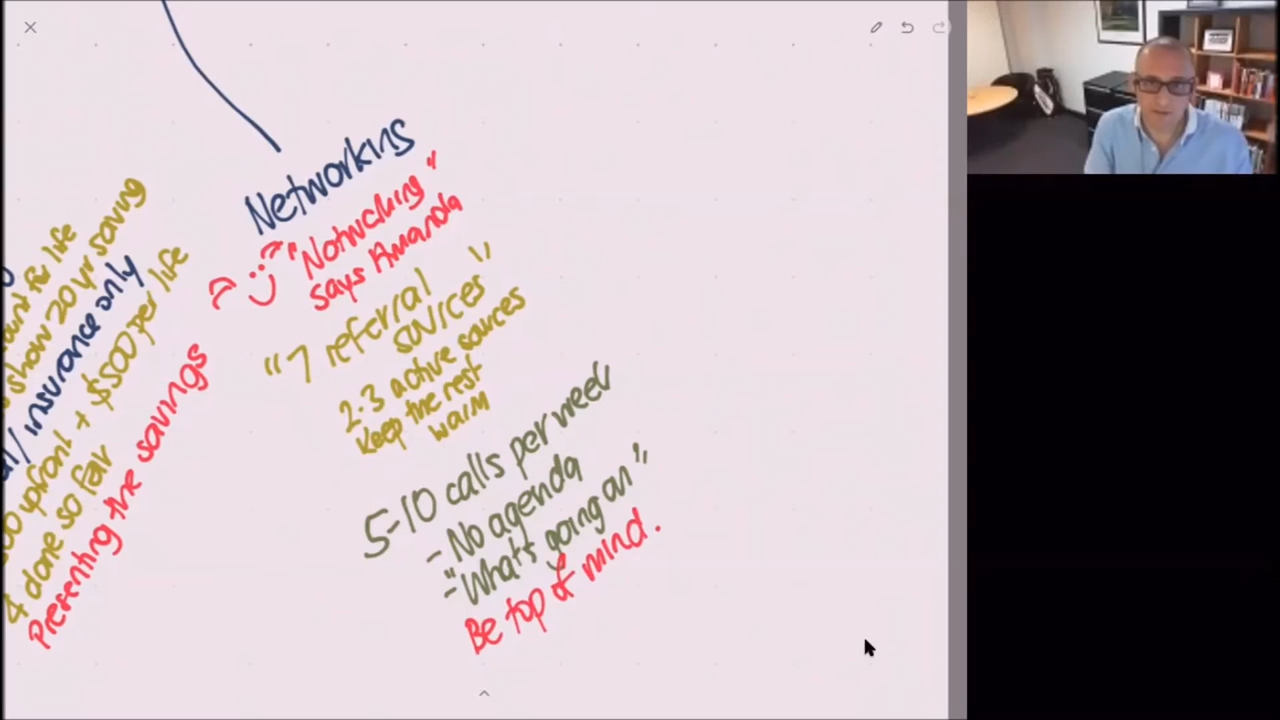 Networking
"Notworking"
says Amanda
"7 referral
sources"
2-3 active sources
keep the rest
warm
5-10 calls per week
- No agenda
- "What's going on"
Be top of mind.
for life
show 20 yr saving
/ insurance only
upfront + $500 per life
4 done so far
Presenting the savings